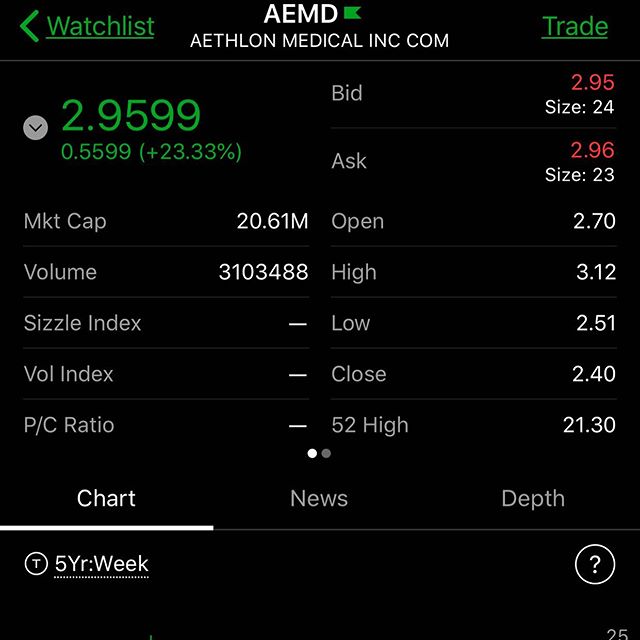 Watchlist AEMD Trade
AETHLON MEDICAL INC COM
2.9599
0.5599 (+23.33%)
Bid 2.95
Size: 24
Ask 2.96
Size: 23
Mkt Cap 20.61M Open 2.70
Volume 3103488 High 3.12
Sizzle Index — Low 2.51
Vol Index — Close 2.40
P/C Ratio — 52 High 21.30
Chart News Depth
T 5Yr:Week ?
25